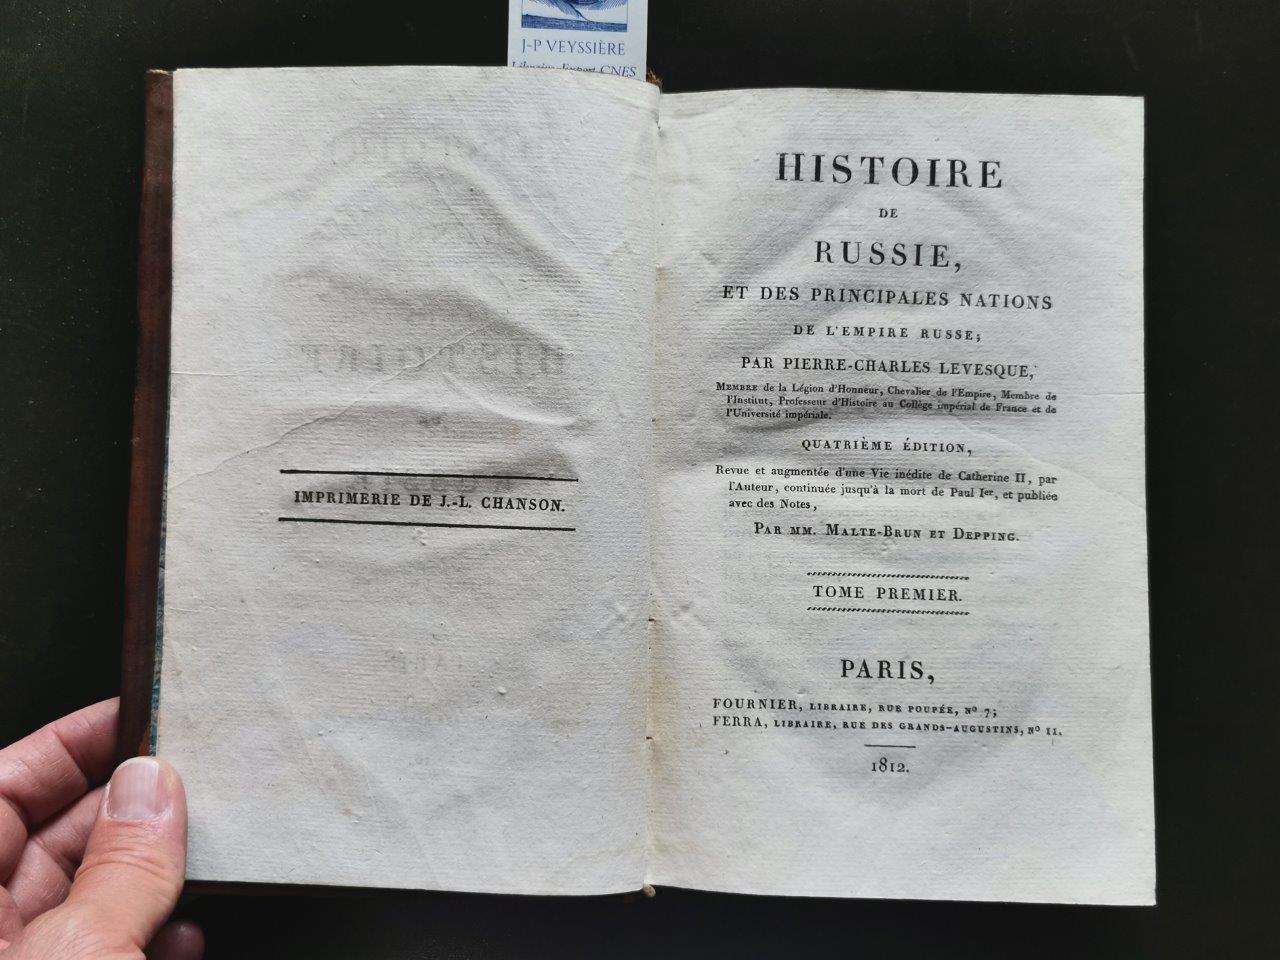 J-P VEYSSIÈRE
Libraire-Expert CNES
IMPRIMERIE DE J.-L. CHANSON.
HISTOIRE
DE
RUSSIE,
ET DES PRINCIPALES NATIONS
DE L'EMPIRE RUSSE;
PAR PIERRE-CHARLES LEVESQUE,
MEMBRE de la Légion d'Honneur, Chevalier de l'Empire, Membre de
l'Institut, Professeur d'Histoire au Collège impérial de France et de
l'Université impériale.
QUATRIÈME ÉDITION,
Revue et augmentée d'une Vie inédite de Catherine II, par
l'Auteur, continuée jusqu'à la mort de Paul Ier, et publiée
avec des Notes,
PAR MM. MALTE-BRUN ET DEPPING.
TOME PREMIER.
PARIS,
FOURNIER, LIBRAIRE, RUE POUPÉE, Nº 7;
FERRA, LIBRAIRE, RUE DES GRANDS-AUGUSTINS, Nº 11.
1812.